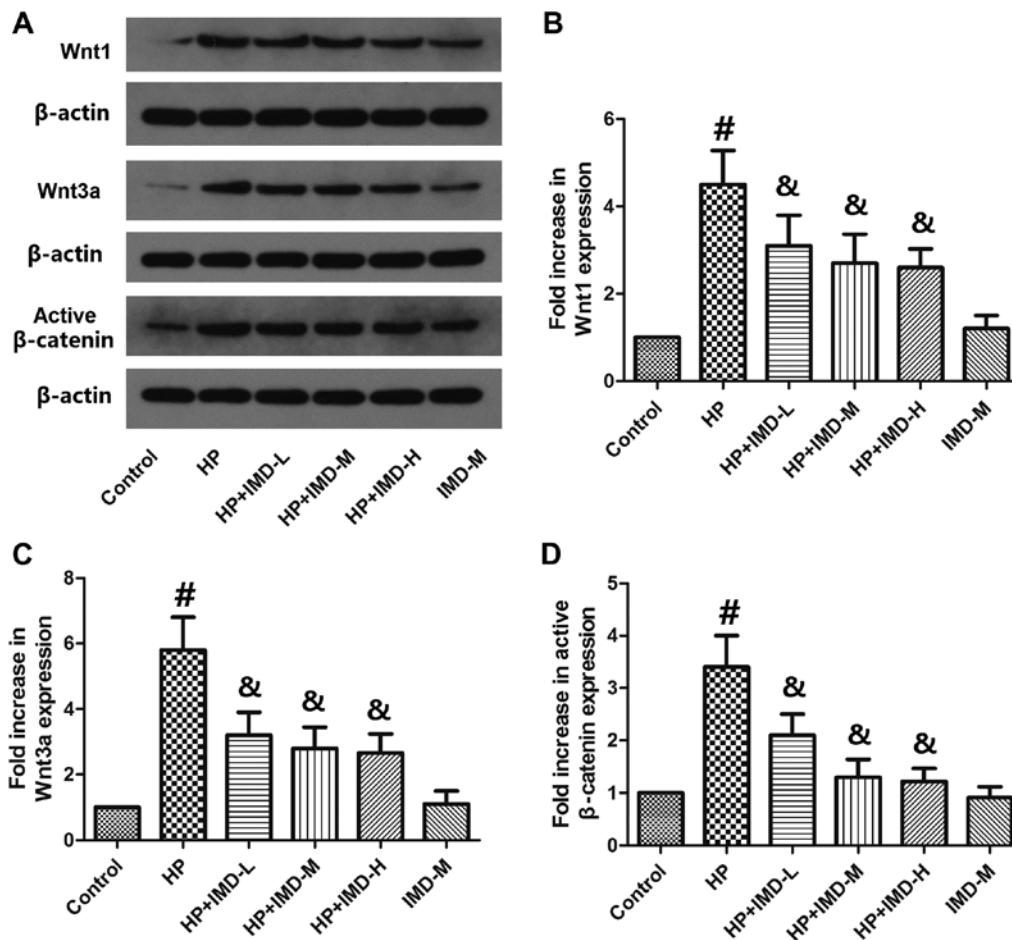 A
Wnt1
β-actin
Wnt3a
β-actin
Active
β-catenin
β-actin
Control
HP
HP+IMD-L
HP+IMD-M
HP+IMD-H
IMD-M
B
Fold increase in
Wnt1 expression
6
4
2
0
#
&
&
&
Control
HP
HP+IMD-L
HP+IMD-M
HP+IMD-H
IMD-M
C
Fold increase in
Wnt3a expression
8
6
4
2
0
#
&
&
&
Control
HP
HP+IMD-L
HP+IMD-M
HP+IMD-H
IMD-M
D
Fold increase in active
β-catenin expression
5
4
3
2
1
0
#
&
&
&
Control
HP
HP+IMD-L
HP+IMD-M
HP+IMD-H
IMD-M